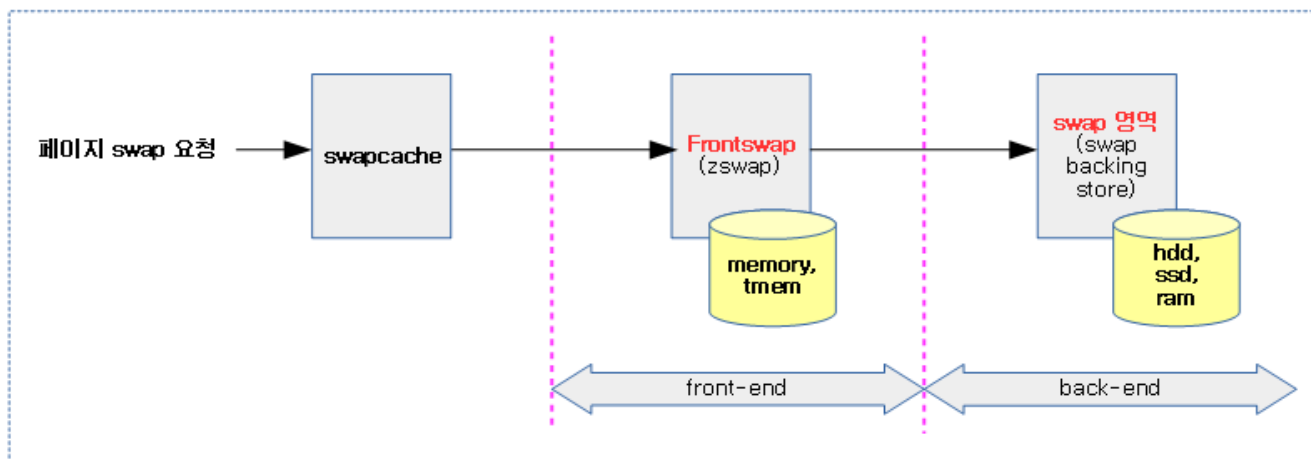 페이지 swap 요청
swapcache
Frontswap
(zswap)
memory,
tmem
swap 영역
(swap
backing
store)
hdd,
ssd,
ram
front-end
back-end